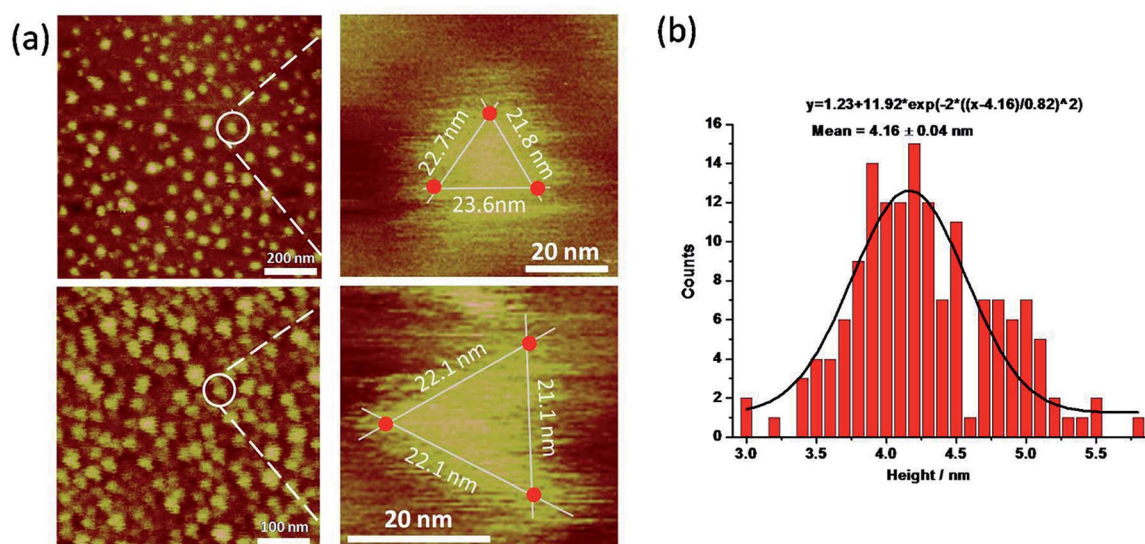 (a)
200 nm
22.7nm
21.8 nm
23.6nm
20 nm
100 nm
22.1 nm
21.1 nm
22.1 nm
20 nm
(b)
y=1.23+11.92*exp(-2*((x-4.16)/0.82)^2)
Mean = 4.16 ± 0.04 nm
16
14
12
10
8
6
4
2
0
Counts
3.0 3.5 4.0 4.5 5.0 5.5
Height / nm